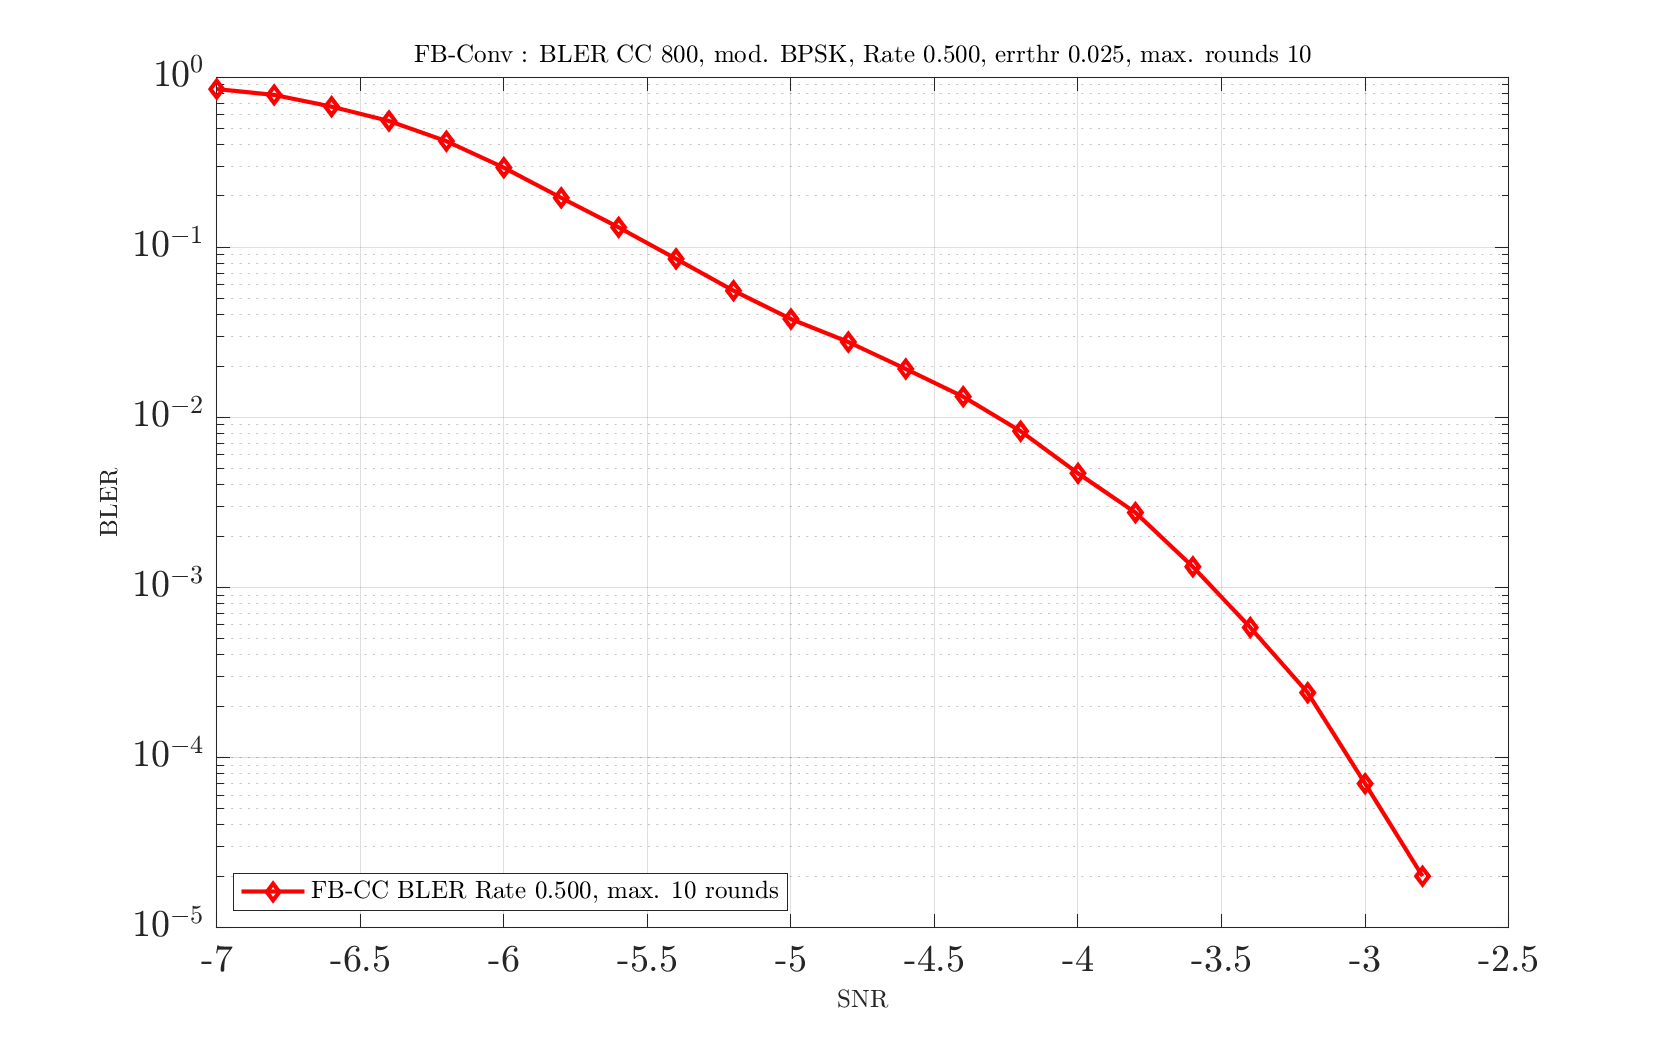 FB-Conv : BLER CC 800, mod. BPSK, Rate 0.500, errthr 0.025, max. rounds 10
10⁰
10⁻¹
10⁻²
10⁻³
10⁻⁴
10⁻⁵
BLER
FB-CC BLER Rate 0.500, max. 10 rounds
-7 -6.5 -6 -5.5 -5 -4.5 -4 -3.5 -3 -2.5
SNR